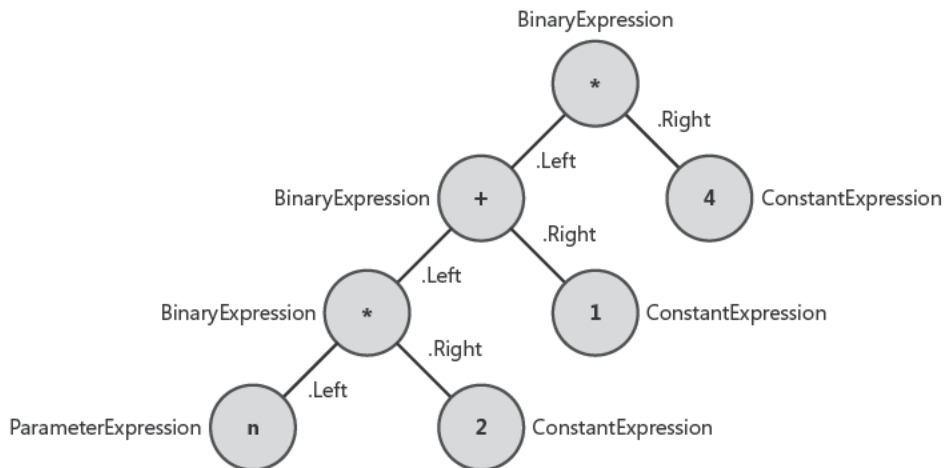 BinaryExpression
*
.Right
.Left
BinaryExpression
+
4
ConstantExpression
.Right
.Left
BinaryExpression
*
1
ConstantExpression
.Right
.Left
ParameterExpression
n
2
ConstantExpression